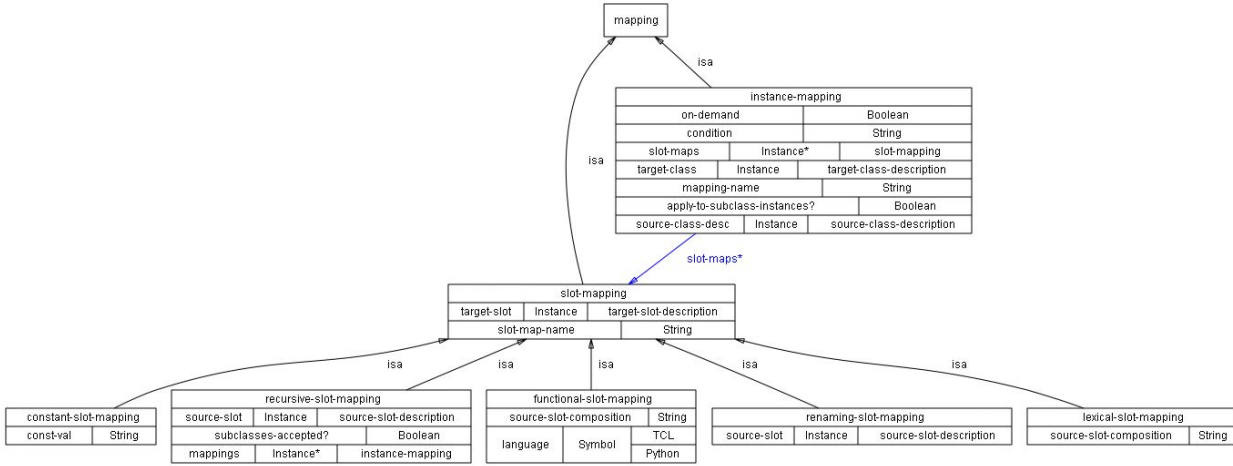 mapping
isa
instance-mapping
on-demand Boolean
condition String
isa
slot-maps Instance* slot-mapping
target-class Instance target-class-description
mapping-name String
apply-to-subclass-instances? Boolean
source-class-desc Instance source-class-description
slot-maps*
slot-mapping
target-slot Instance target-slot-description
slot-map-name String
isa isa isa isa isa
constant-slot-mapping
const-val String
recursive-slot-mapping
source-slot Instance source-slot-description
subclasses-accepted? Boolean
mappings Instance* instance-mapping
functional-slot-mapping
source-slot-composition String
language Symbol TCL
Python
renaming-slot-mapping
source-slot Instance source-slot-description
lexical-slot-mapping
source-slot-composition String